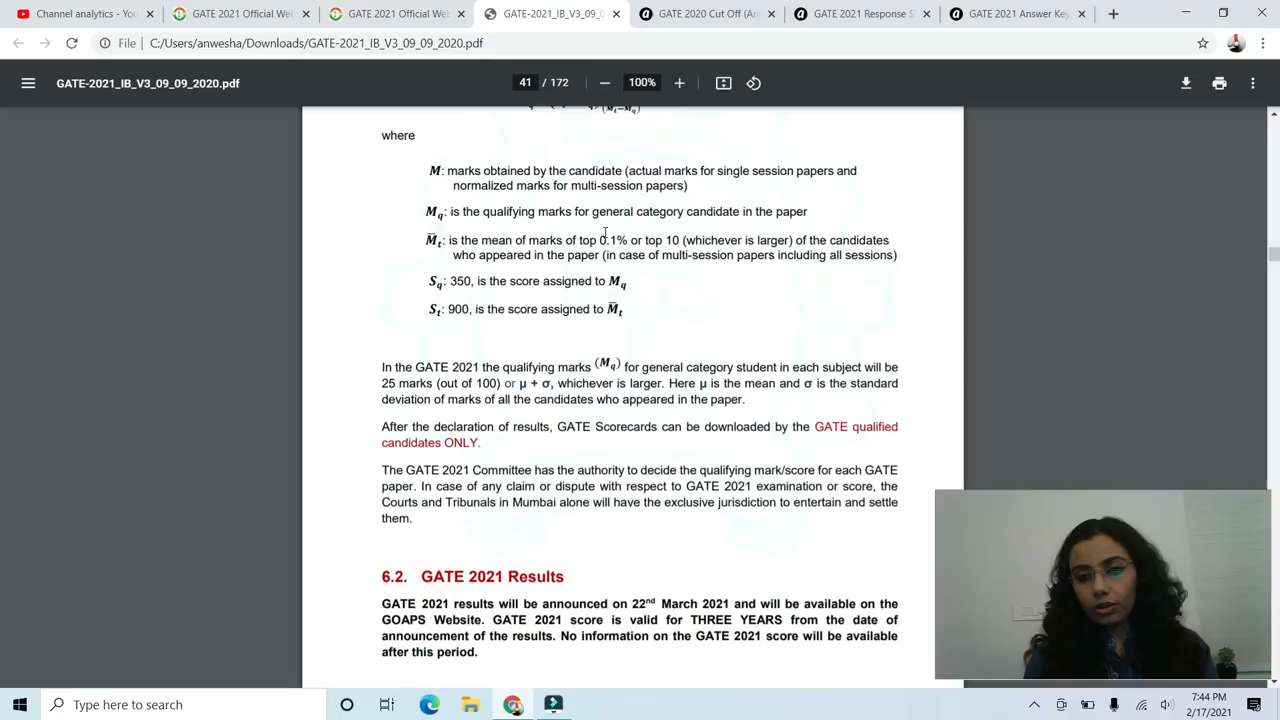 Channel analytics - You
GATE 2021 Official Web
GATE 2021 Official Web
GATE-2021_IB_V3_09_0
GATE 2020 Cut Off (An
GATE 2021 Response S
GATE 2021 Answer Key
File | C:/Users/anwesha/Downloads/GATE-2021_IB_V3_09_09_2020.pdf
GATE-2021_IB_V3_09_09_2020.pdf
41 / 172
100%
where
M: marks obtained by the candidate (actual marks for single session papers and
normalized marks for multi-session papers)
M_q: is the qualifying marks for general category candidate in the paper
M̅_t: is the mean of marks of top 0.1% or top 10 (whichever is larger) of the candidates
who appeared in the paper (in case of multi-session papers including all sessions)
S_q: 350, is the score assigned to M_q
S_t: 900, is the score assigned to M̅_t
In the GATE 2021 the qualifying marks (M_q) for general category student in each subject will be
25 marks (out of 100) or μ + σ, whichever is larger. Here μ is the mean and σ is the standard
deviation of marks of all the candidates who appeared in the paper.
After the declaration of results, GATE Scorecards can be downloaded by the GATE qualified
candidates ONLY.
The GATE 2021 Committee has the authority to decide the qualifying mark/score for each GATE
paper. In case of any claim or dispute with respect to GATE 2021 examination or score, the
Courts and Tribunals in Mumbai alone will have the exclusive jurisdiction to entertain and settle
them.
6.2. GATE 2021 Results
GATE 2021 results will be announced on 22nd March 2021 and will be available on the
GOAPS Website. GATE 2021 score is valid for THREE YEARS from the date of
announcement of the results. No information on the GATE 2021 score will be available
after this period.
Type here to search
7:44 PM
2/17/2021